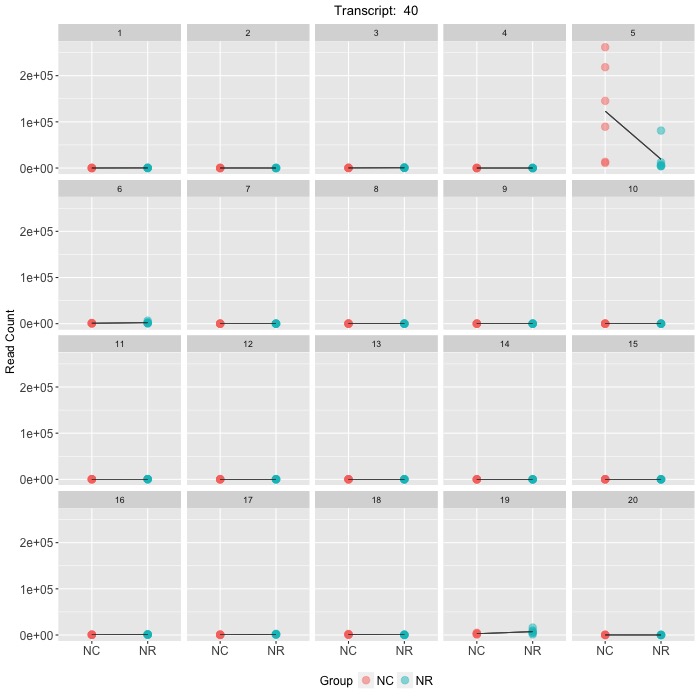 Transcript:  40
1 2 3 4 5
2e+05
1e+05
0e+00
6 7 8 9 10
2e+05
1e+05
0e+00
Read Count
11 12 13 14 15
2e+05
1e+05
0e+00
16 17 18 19 20
2e+05
1e+05
0e+00
NC NR NC NR NC NR NC NR NC NR
Group NC NR